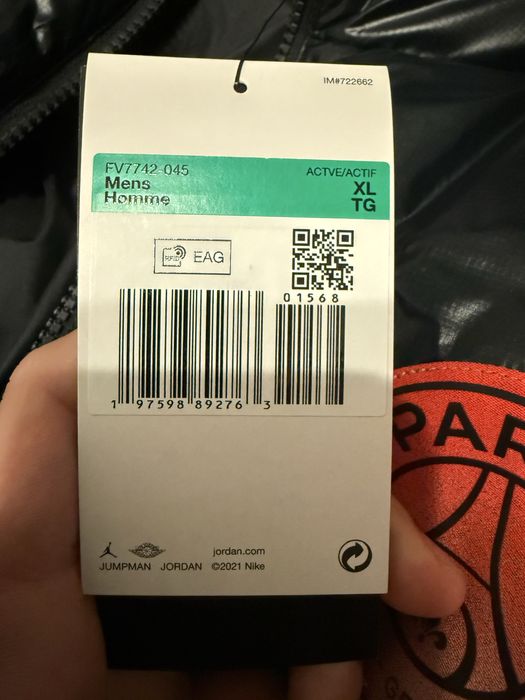 IM#722662
FV7742-045
Mens
Homme
ACTVE/ACTIF
XL
TG
RFID
EAG
01568
1 97598 89276 3
JUMPMAN JORDAN
jordan.com
©2021 Nike
PAR
G